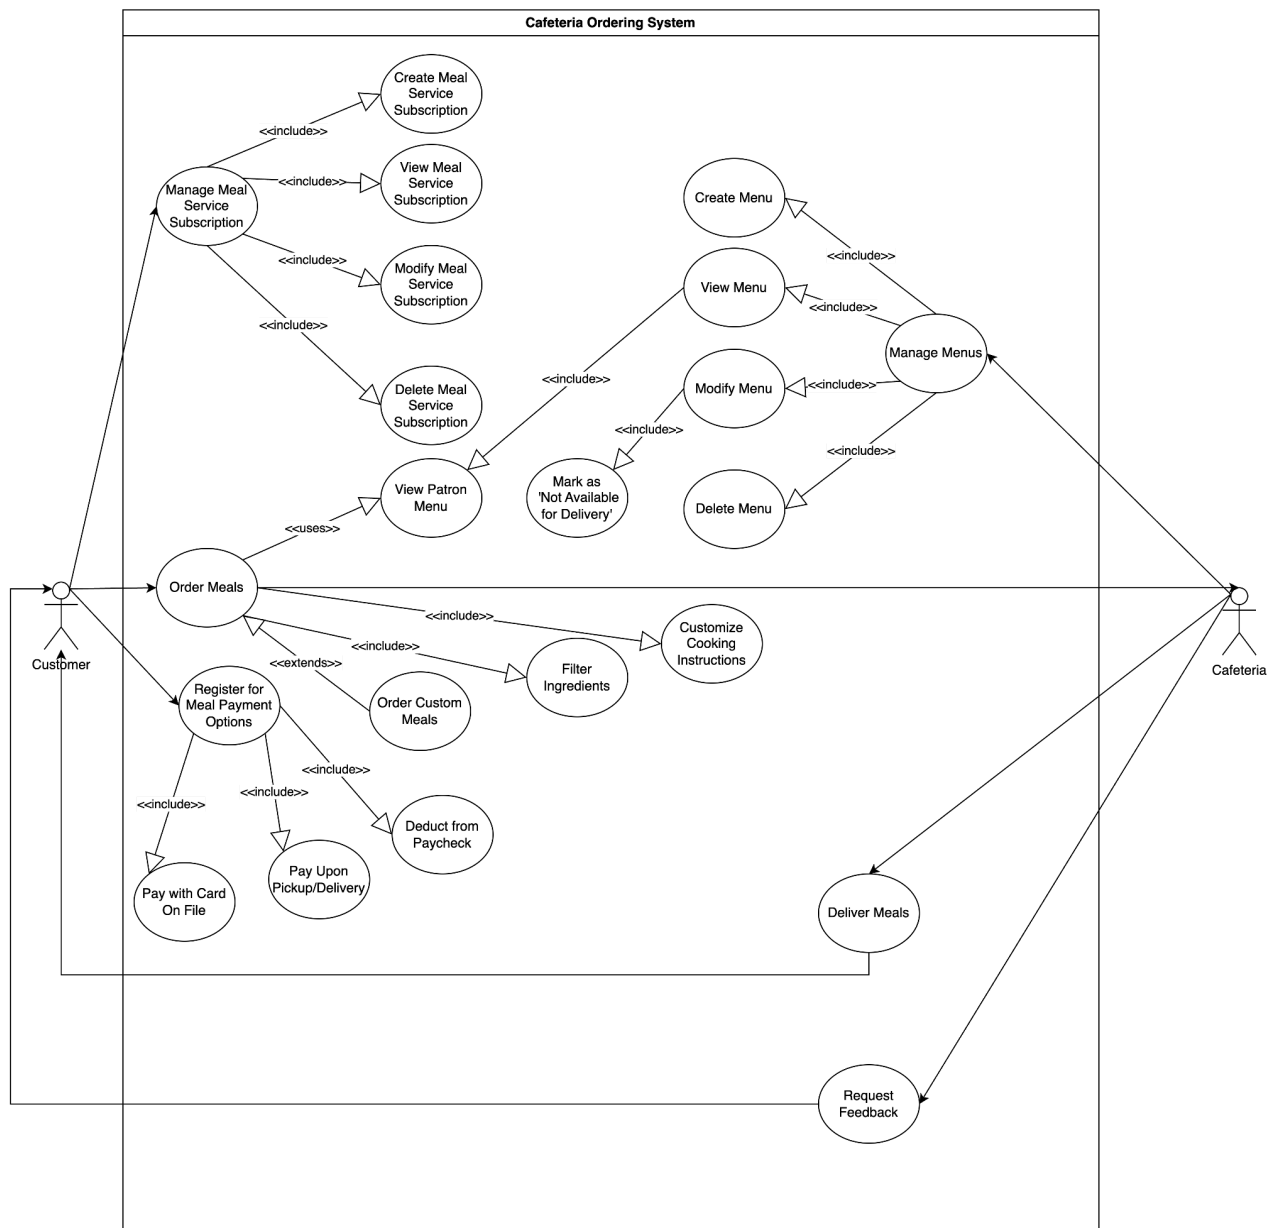 Cafeteria Ordering System
Create Meal
Service
Subscription
<<include>>
View Meal
Service
Subscription
<<include>>
Manage Meal
Service
Subscription
<<include>>
Modify Meal
Service
Subscription
<<include>>
Delete Meal
Service
Subscription
Create Menu
<<include>>
View Menu
<<include>>
Manage Menus
<<include>>
Modify Menu
<<include>>
<<include>>
Mark as
'Not Available
for Delivery'
<<include>>
Delete Menu
View Patron
Menu
<<uses>>
Order Meals
Customer
<<include>>
Customize
Cooking
Instructions
<<include>>
Filter
Ingredients
<<extends>>
Order Custom
Meals
Cafeteria
Register for
Meal Payment
Options
<<include>>
<<include>>
<<include>>
Deduct from
Paycheck
Pay Upon
Pickup/Delivery
Pay with Card
On File
Deliver Meals
Request
Feedback